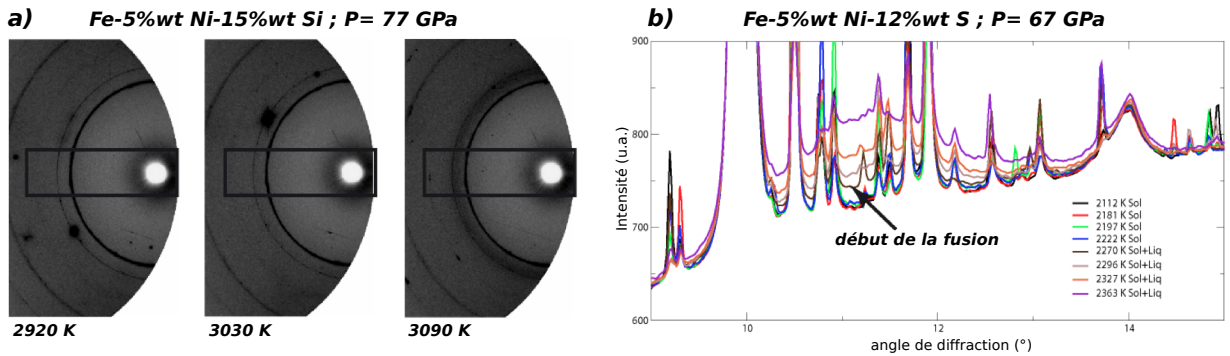 a) Fe-5%wt Ni-15%wt Si ; P= 77 GPa
2920 K
3030 K
3090 K
b) Fe-5%wt Ni-12%wt S ; P= 67 GPa
Intensité (u.a.)
900
800
700
600
début de la fusion
2112 K Sol
2181 K Sol
2197 K Sol
2222 K Sol
2270 K Sol+Liq
2296 K Sol+Liq
2327 K Sol+Liq
2363 K Sol+Liq
10 12 14
angle de diffraction (°)